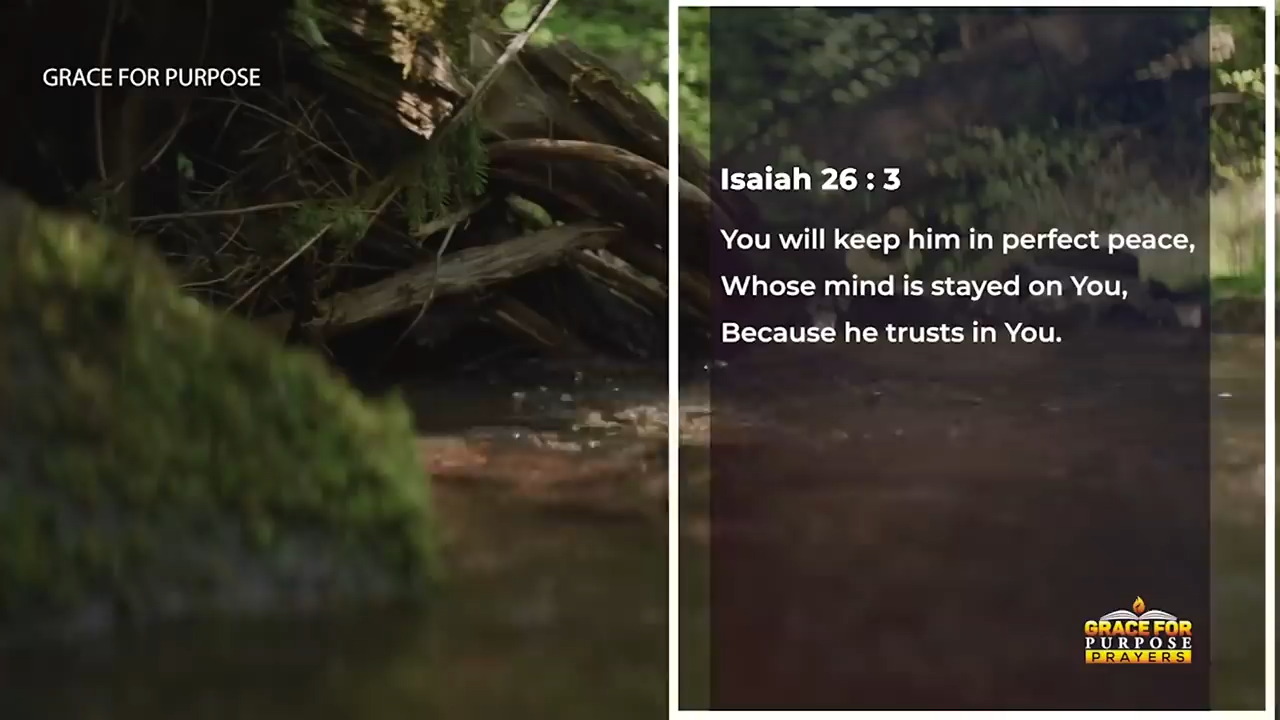 GRACE FOR PURPOSE
Isaiah 26 : 3
You will keep him in perfect peace,
Whose mind is stayed on You,
Because he trusts in You.
GRACE FOR
PURPOSE
PRAYERS